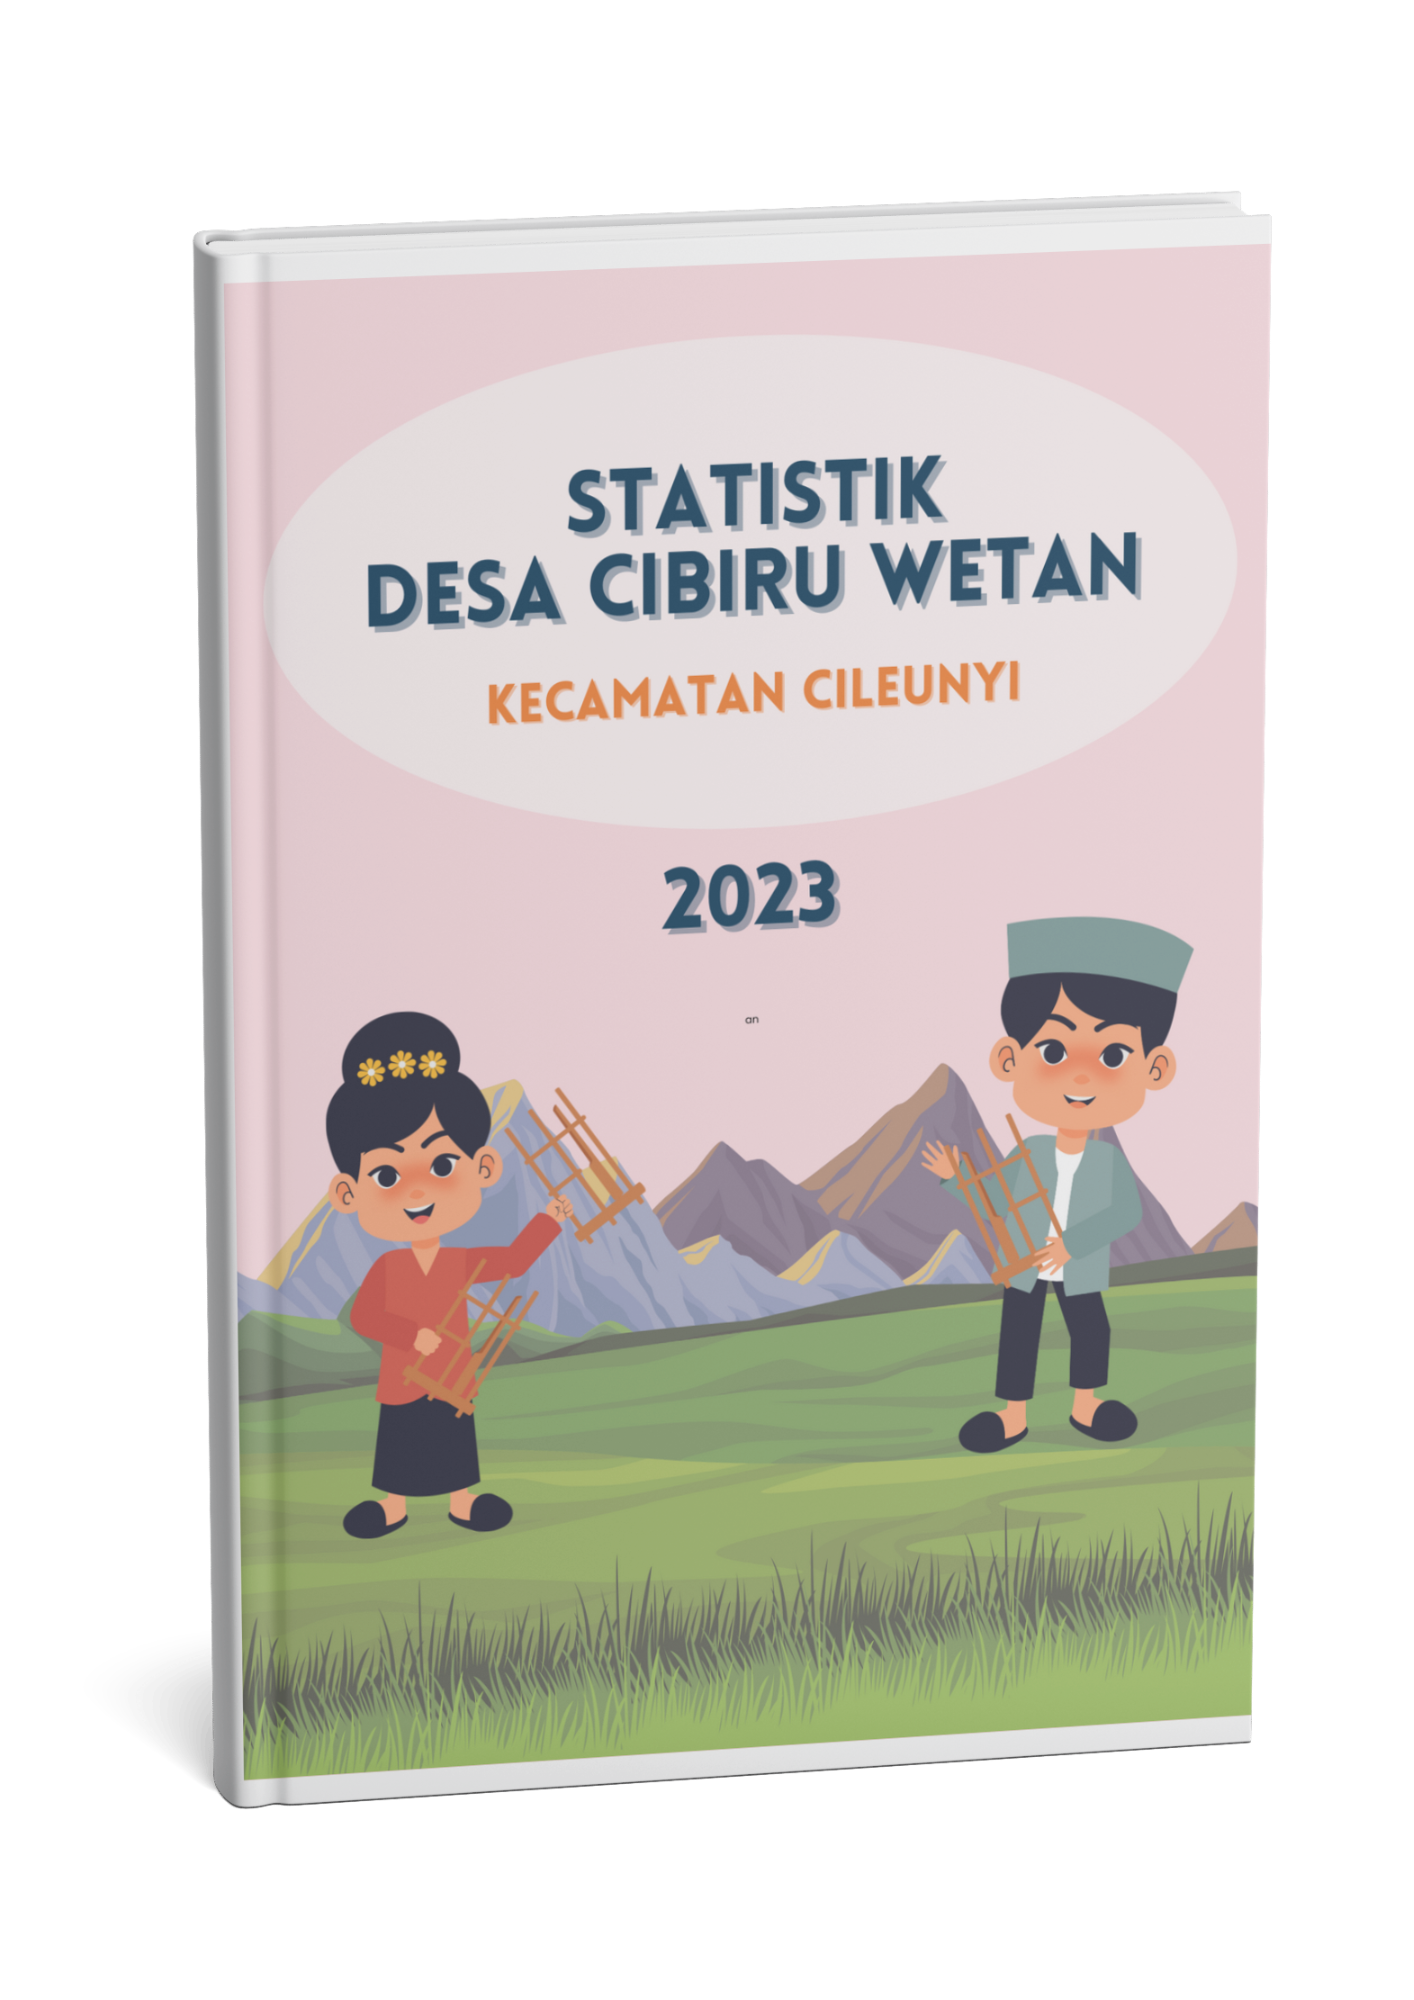 STATISTIK
DESA CIBIRU WETAN
KECAMATAN CILEUNYI
2023
an